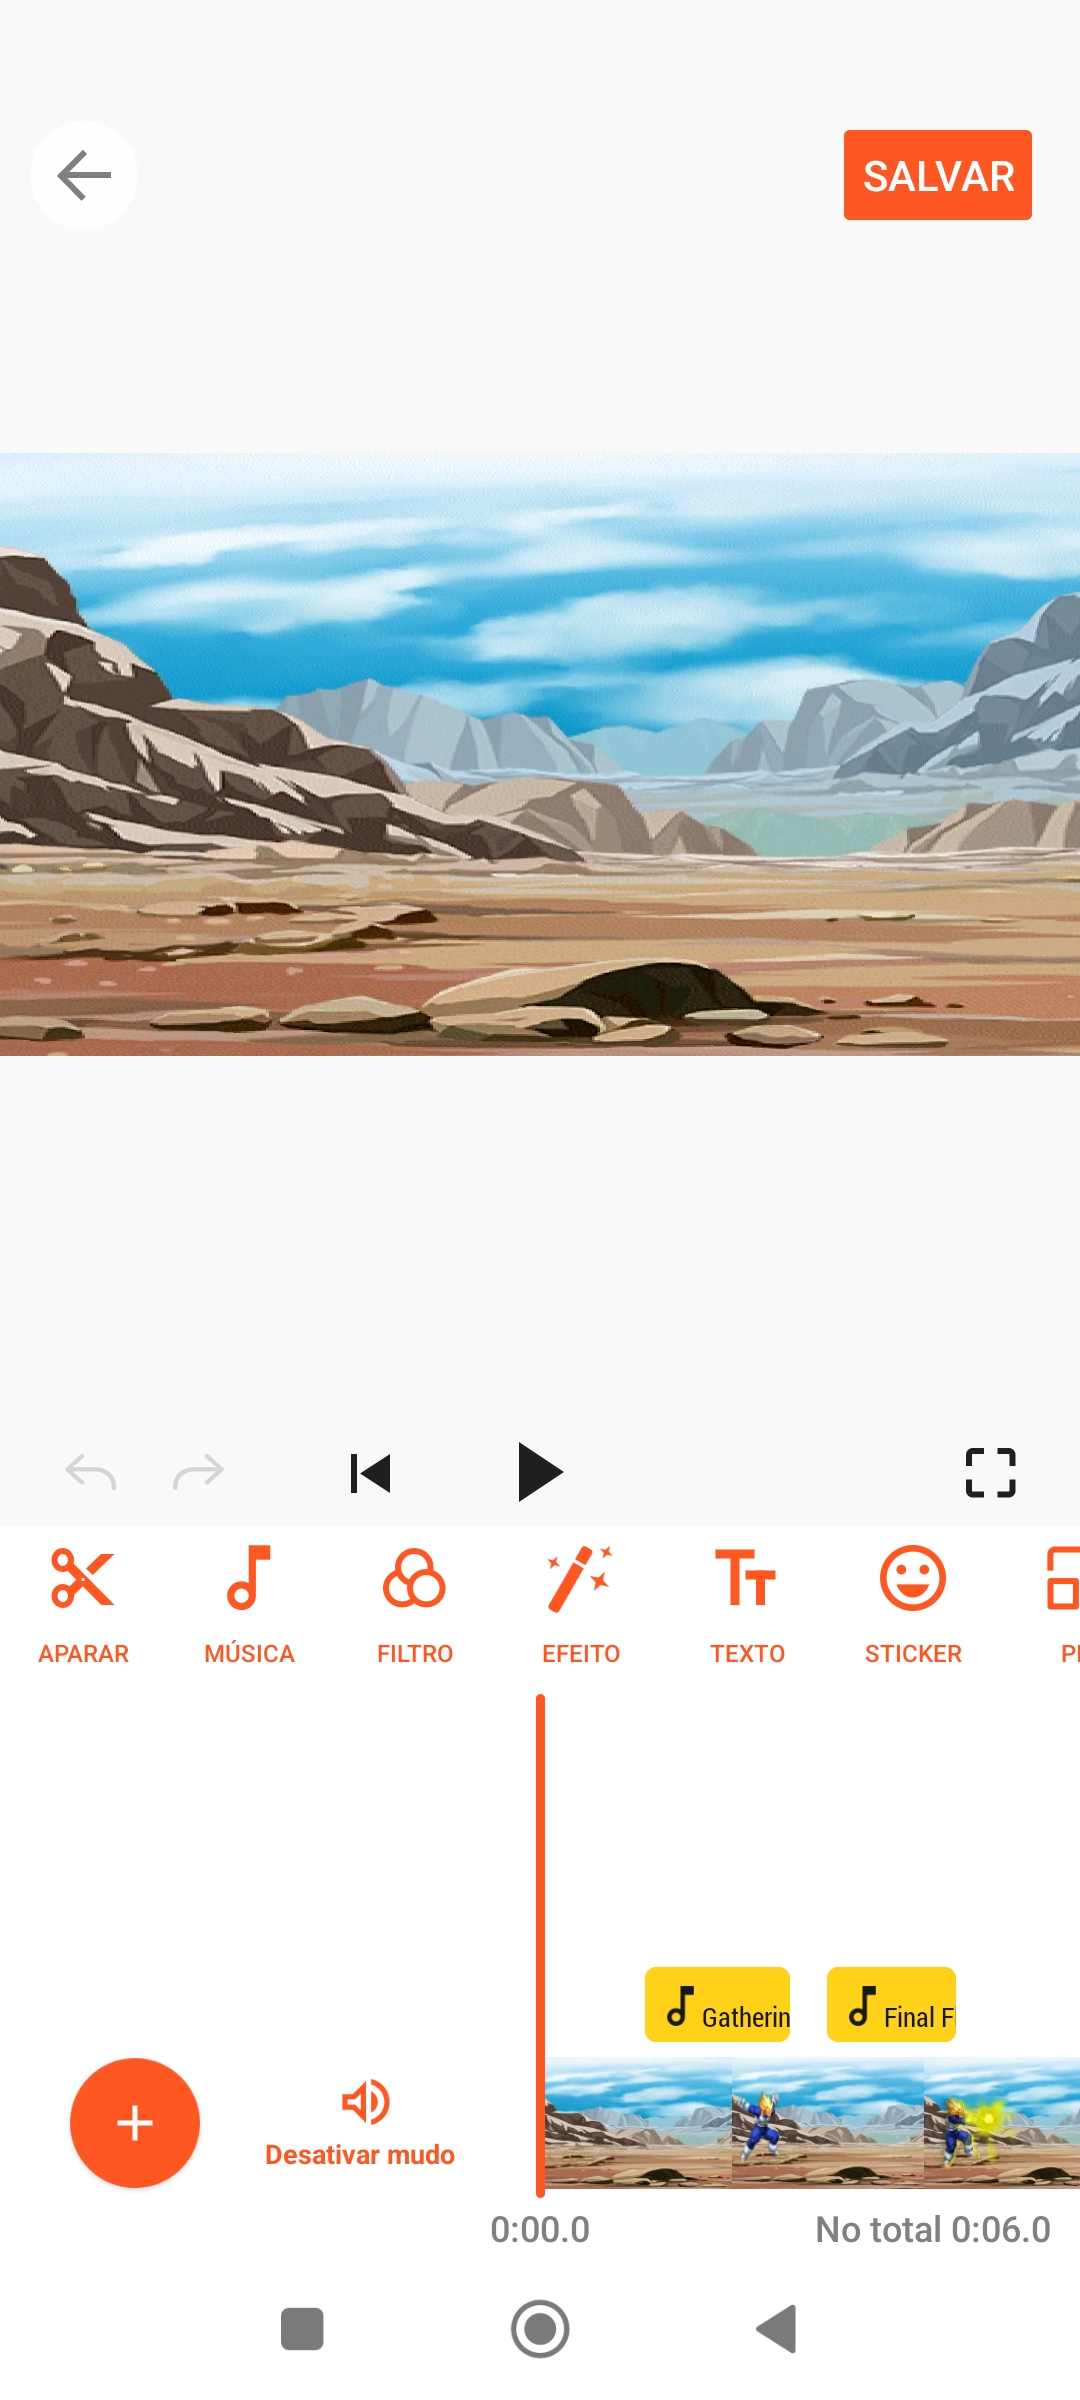 SALVAR
APARAR
MÚSICA
FILTRO
EFEITO
TEXTO
STICKER
Gatherin
Final F
Desativar mudo
0:00.0
No total 0:06.0